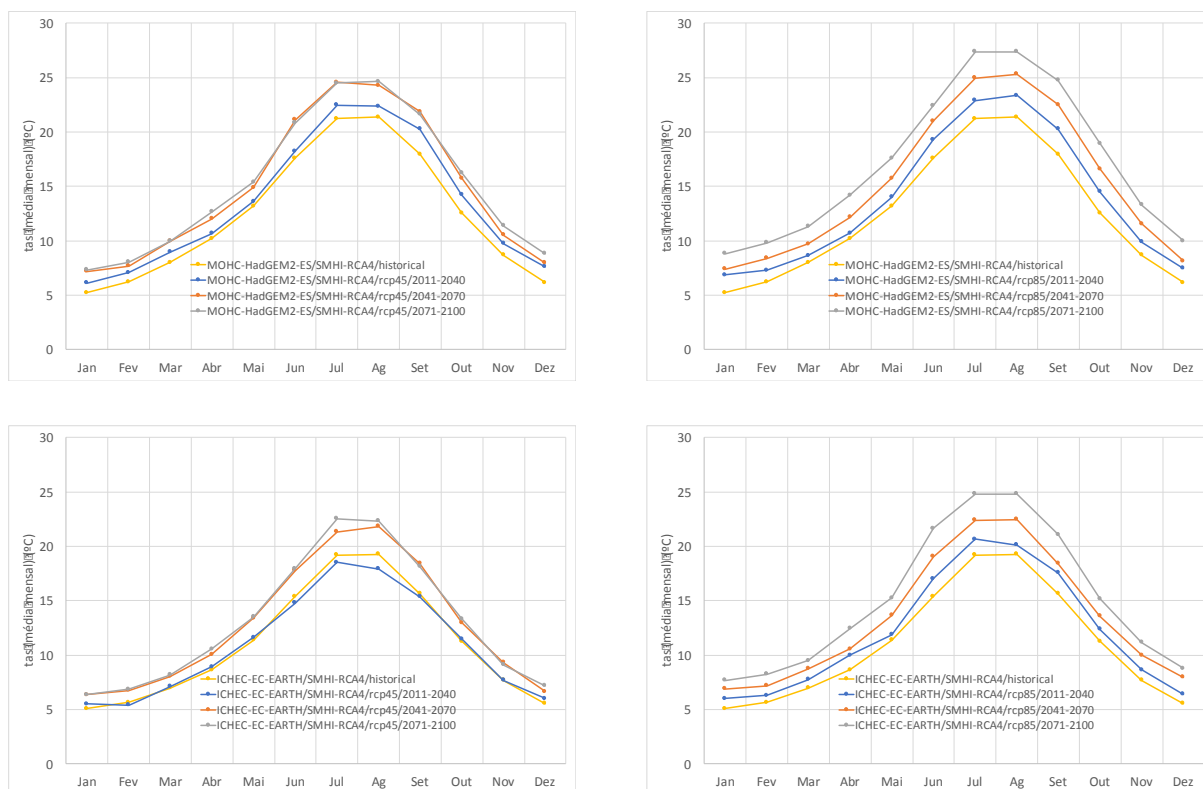 30
25
20
15
10
5
0
tas (média mensal) (ºC)
MOHC-HadGEM2-ES/SMHI-RCA4/historical
MOHC-HadGEM2-ES/SMHI-RCA4/rcp45/2011-2040
MOHC-HadGEM2-ES/SMHI-RCA4/rcp45/2041-2070
MOHC-HadGEM2-ES/SMHI-RCA4/rcp45/2071-2100
Jan Fev Mar Abr Mai Jun Jul Ag Set Out Nov Dez
30
25
20
15
10
5
0
tas (média mensal) (ºC)
MOHC-HadGEM2-ES/SMHI-RCA4/historical
MOHC-HadGEM2-ES/SMHI-RCA4/rcp85/2011-2040
MOHC-HadGEM2-ES/SMHI-RCA4/rcp85/2041-2070
MOHC-HadGEM2-ES/SMHI-RCA4/rcp85/2071-2100
Jan Fev Mar Abr Mai Jun Jul Ag Set Out Nov Dez
30
25
20
15
10
5
0
tas (média mensal) (ºC)
ICHEC-EC-EARTH/SMHI-RCA4/historical
ICHEC-EC-EARTH/SMHI-RCA4/rcp45/2011-2040
ICHEC-EC-EARTH/SMHI-RCA4/rcp45/2041-2070
ICHEC-EC-EARTH/SMHI-RCA4/rcp45/2071-2100
Jan Fev Mar Abr Mai Jun Jul Ag Set Out Nov Dez
30
25
20
15
10
5
0
tas (média mensal) (ºC)
ICHEC-EC-EARTH/SMHI-RCA4/historical
ICHEC-EC-EARTH/SMHI-RCA4/rcp85/2011-2040
ICHEC-EC-EARTH/SMHI-RCA4/rcp85/2041-2070
ICHEC-EC-EARTH/SMHI-RCA4/rcp85/2071-2100
Jan Fev Mar Abr Mai Jun Jul Ag Set Out Nov Dez